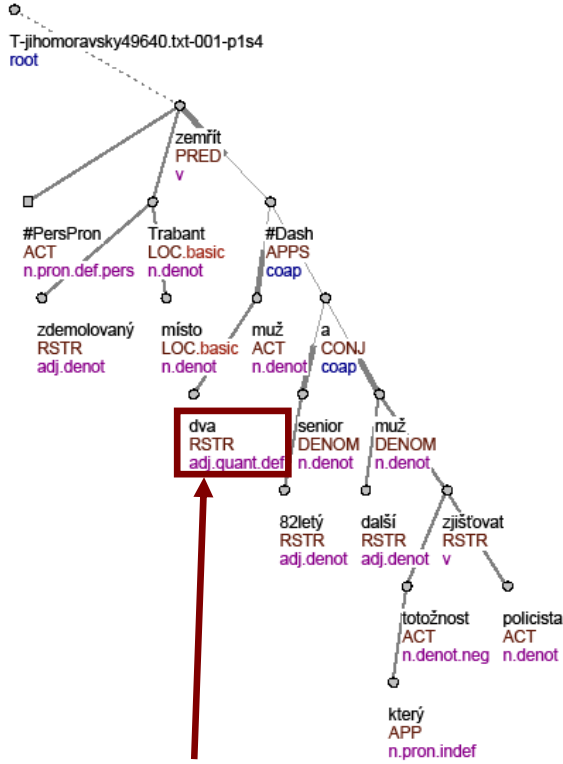 T-jihomoravsky49640.txt-001-p1s4
root
zemřít
PRED
v
#PersPron
ACT
n.pron.def.pers
Trabant
LOC.basic
n.denot
#Dash
APPS
coap
zdemolovaný
RSTR
adj.denot
místo
LOC.basic
n.denot
muž
ACT
n.denot
a
CONJ
coap
dva
RSTR
adj.quant.def
senior
DENOM
n.denot
muž
DENOM
n.denot
82letý
RSTR
adj.denot
další
RSTR
adj.denot
zjišťovat
RSTR
v
totožnost
ACT
n.denot.neg
policista
ACT
n.denot
který
APP
n.pron.indef